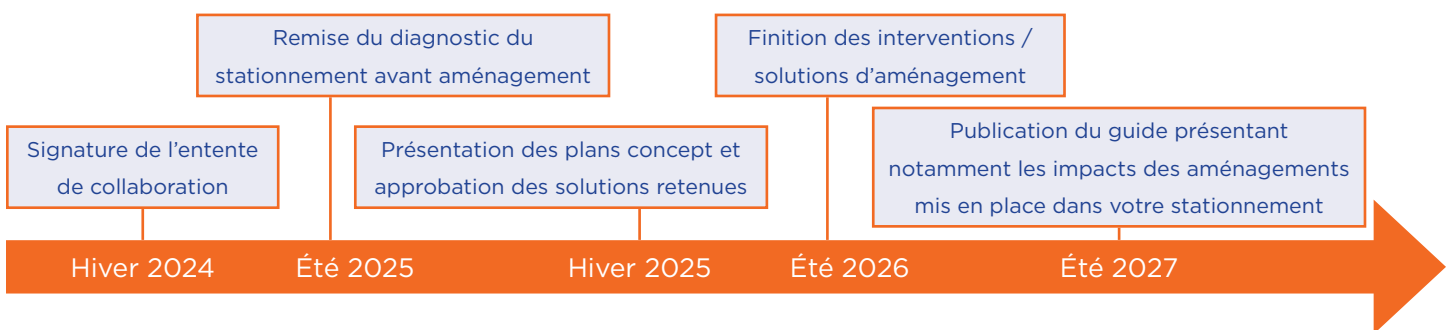 Remise du diagnostic du
stationnement avant aménagement
Finition des interventions /
solutions d'aménagement
Signature de l'entente
de collaboration
Présentation des plans concept et
approbation des solutions retenues
Publication du guide présentant
notamment les impacts des aménagements
mis en place dans votre stationnement
Hiver 2024
Été 2025
Hiver 2025
Été 2026
Été 2027